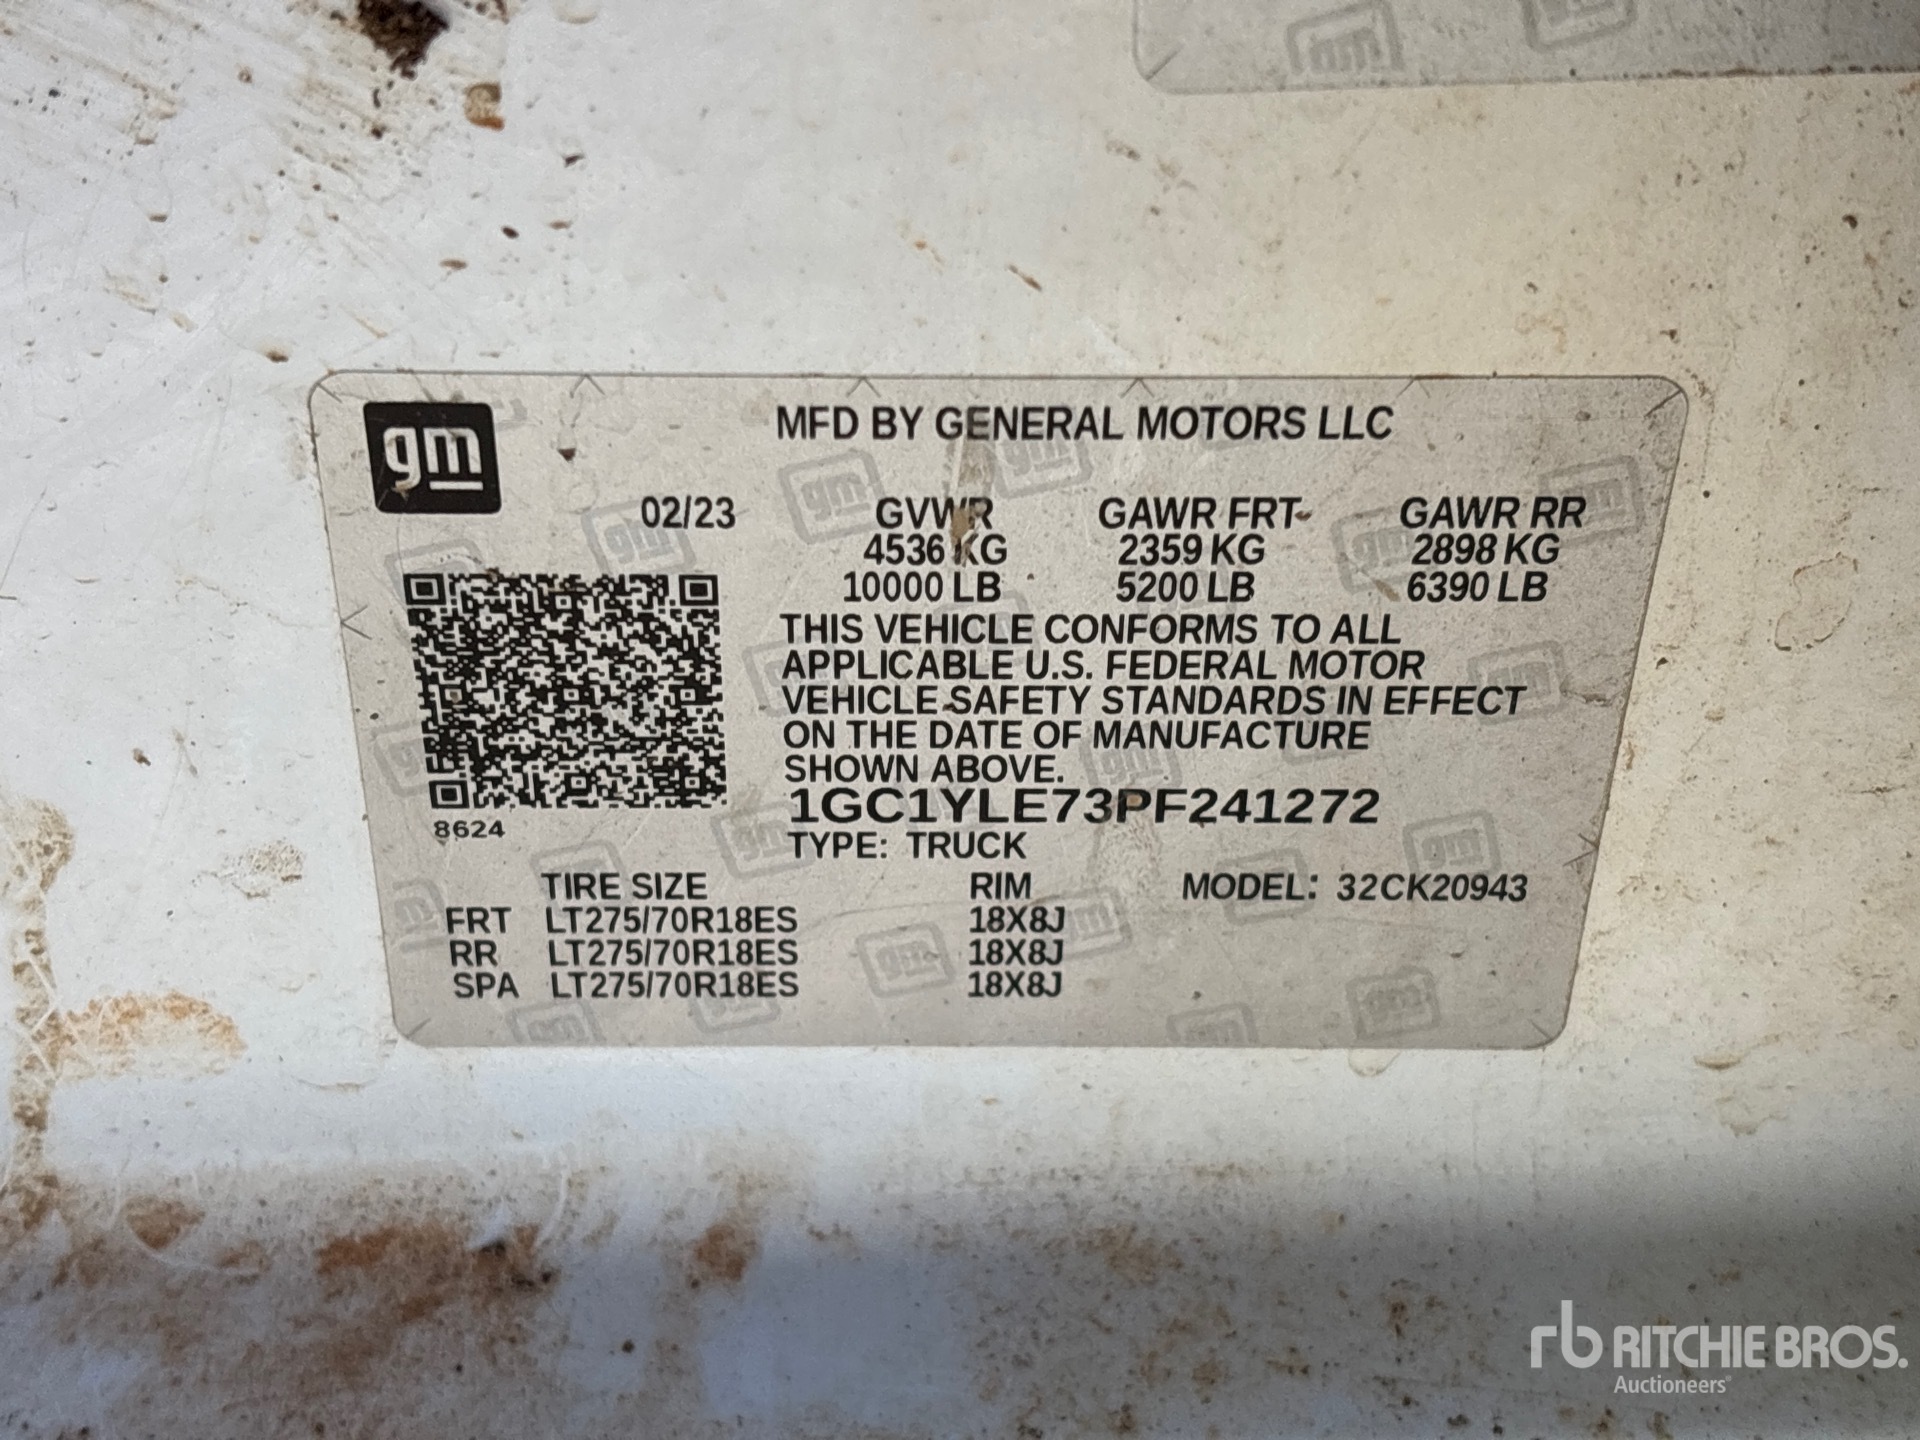 gm
MFD BY GENERAL MOTORS LLC
02/23 GVWR GAWR FRT GAWR RR
4536 KG 2359 KG 2898 KG
10000 LB 5200 LB 6390 LB
THIS VEHICLE CONFORMS TO ALL
APPLICABLE U.S. FEDERAL MOTOR
VEHICLE SAFETY STANDARDS IN EFFECT
ON THE DATE OF MANUFACTURE
SHOWN ABOVE.
1GC1YLE73PF241272
8624
TYPE: TRUCK
TIRE SIZE RIM MODEL: 32CK20943
FRT LT275/70R18ES 18X8J
RR LT275/70R18ES 18X8J
SPA LT275/70R18ES 18X8J
rb RITCHIE BROS.
Auctioneers